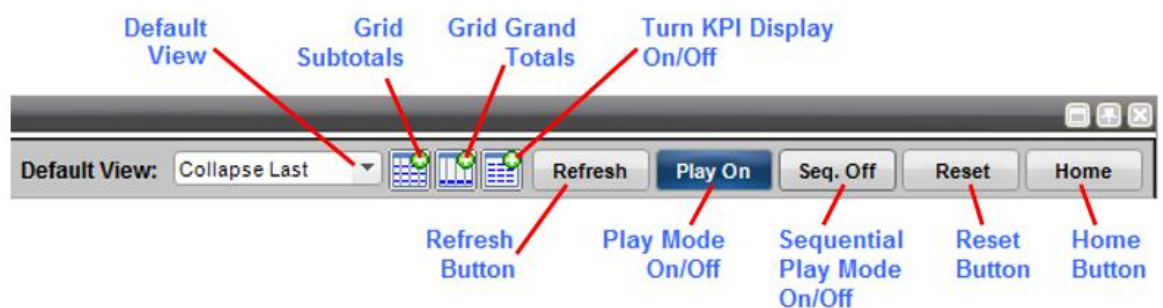 Default View
Grid Subtotals
Grid Grand Totals
Turn KPI Display On/Off
Default View: Collapse Last Refresh Play On Seq. Off Reset Home
Refresh Button
Play Mode On/Off
Sequential Play Mode On/Off
Reset Button
Home Button